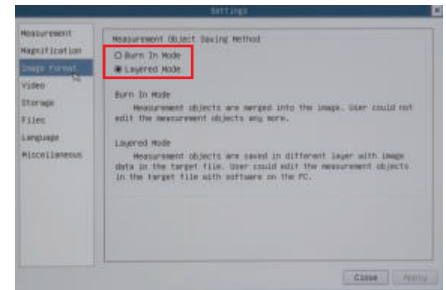 Settings
Measurement
Magnification
Image Format
Video
Storage
Files
Language
Miscellaneous
Measurement Object Saving Method
Burn In Mode
Layered Mode
Burn In Mode
Measurement objects are merged into the image. User could not
edit the measurement objects any more.
Layered Mode
Measurement objects are saved in different layer with image
data in the target file. User could edit the measurement objects
in the target file with software on the PC.
Close
Apply